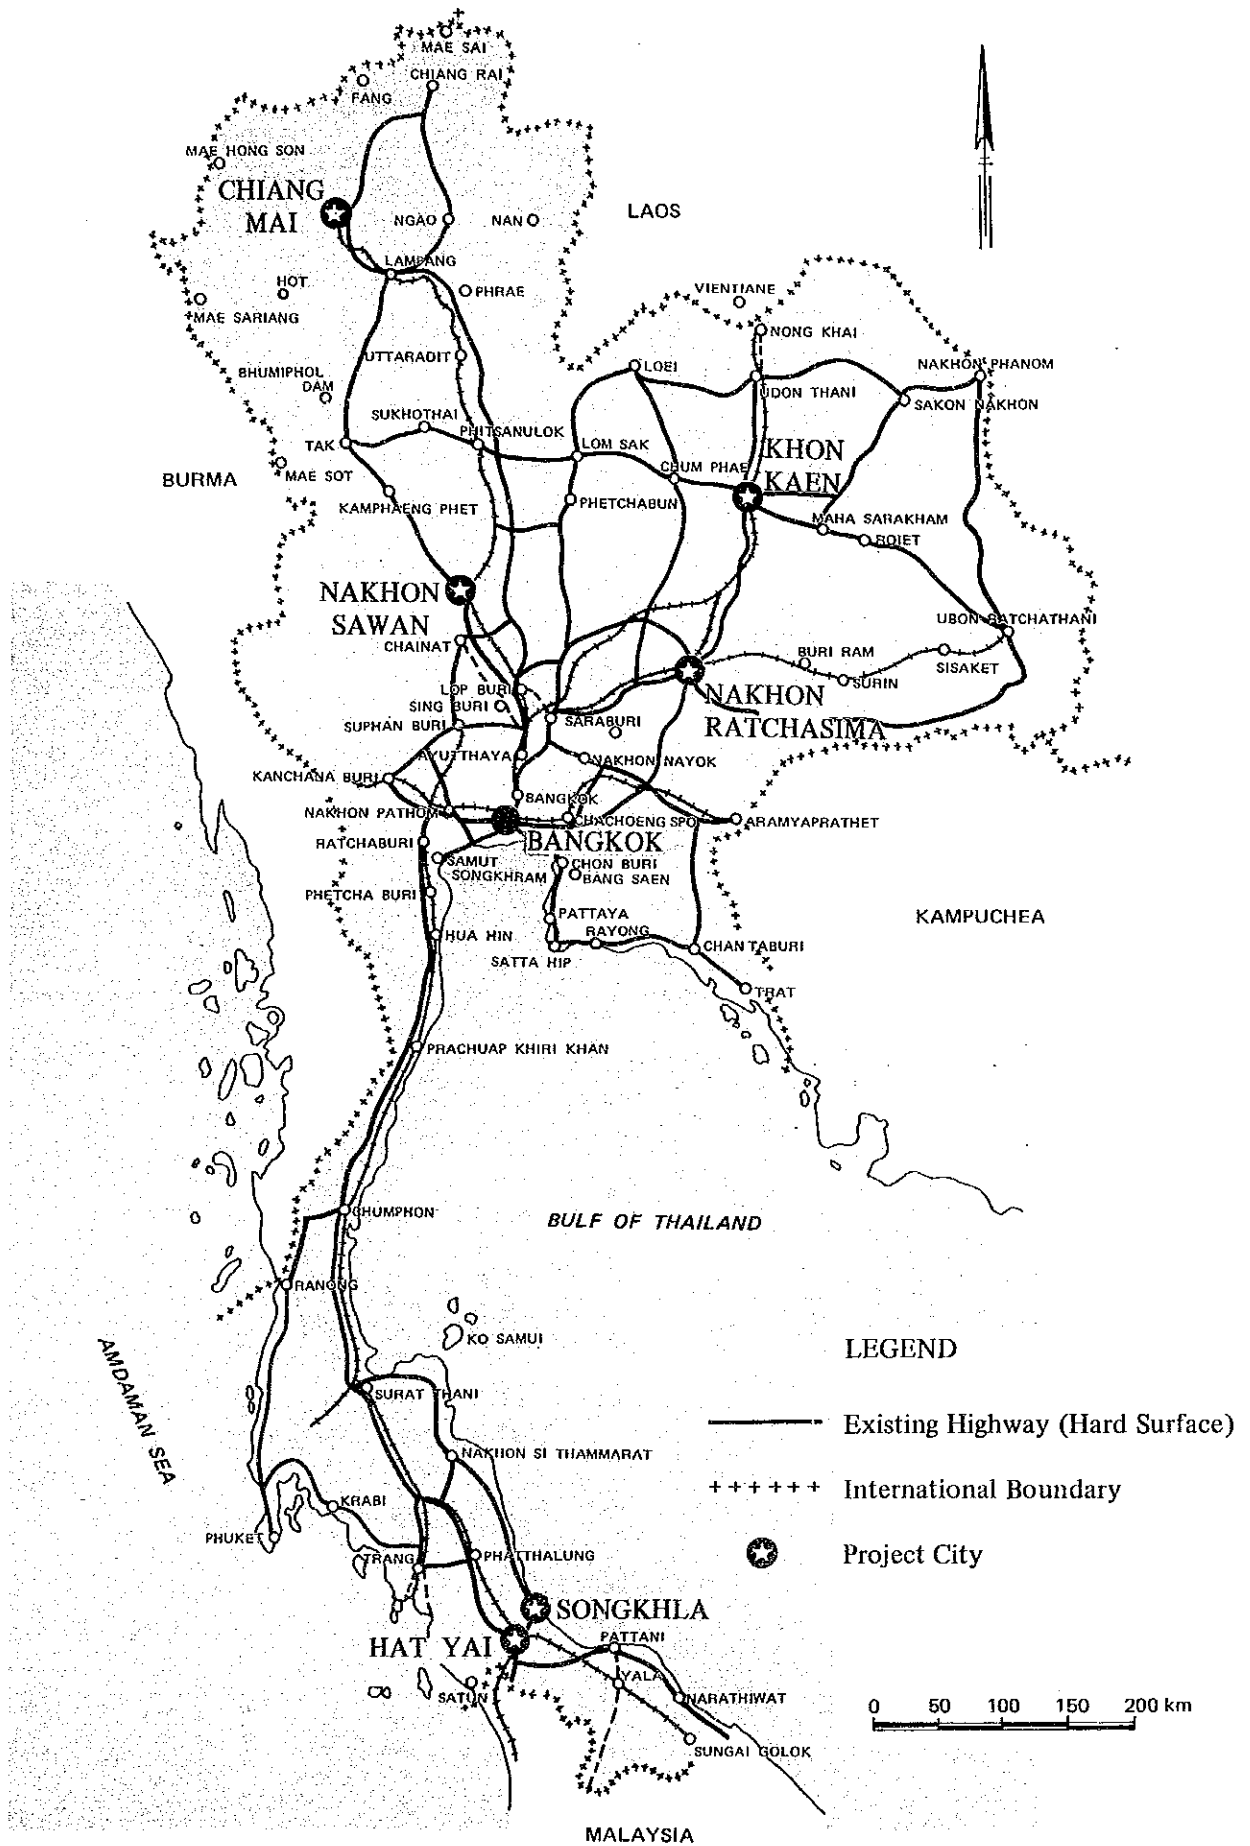 MAE SAI
CHIANG RAI
FANG
MAE HONG SON
CHIANG
MAI
NGAO
NAN
LAOS
LAMPANG
HOT
PHRAE
VIENTIANE
MAE SARIANG
NONG KHAI
UTTARADIT
LOEI
NAKHON PHANOM
BHUMIPHOL
DAM
UDON THANI
SAKON NAKHON
SUKHOTHAI
PHITSANULOK
TAK
LOM SAK
KHON
KAEN
CHUM PHAE
BURMA
MAE SOT
KAMPHAENG PHET
PHETCHABUN
MAHA SARAKHAM
ROIET
NAKHON
SAWAN
UBON RATCHATHANI
CHAINAT
BURI RAM
SISAKET
SURIN
LOP BURI
SING BURI
NAKHON
RATCHASIMA
SUPHAN BURI
SARABURI
AYUTTHAYA
NAKHON NAYOK
KANCHANA BURI
BANGKOK
NAKHON PATHOM
CHACHOENG SPO
ARAMYAPRATHET
BANGKOK
RATCHABURI
SAMUT
SONGKHRAM
CHON BURI
BANG SAEN
PHETCHA BURI
PATTAYA
KAMPUCHEA
RAYONG
HUA HIN
CHAN TABURI
SATTA HIP
TRAT
PRACHUAP KHIRI KHAN
CHUMPHON
BULF OF THAILAND
RANONG
KO SAMUI
AMDAMAN SEA
LEGEND
SURAT THANI
Existing Highway (Hard Surface)
NAKHON SI THAMMARAT
International Boundary
KRABI
PHUKET
TRANG
PHATTHALUNG
Project City
SONGKHLA
HAT YAI
PATTANI
YALA
SATUN
NARATHIWAT
0 50 100 150 200 km
SUNGAI GOLOK
MALAYSIA